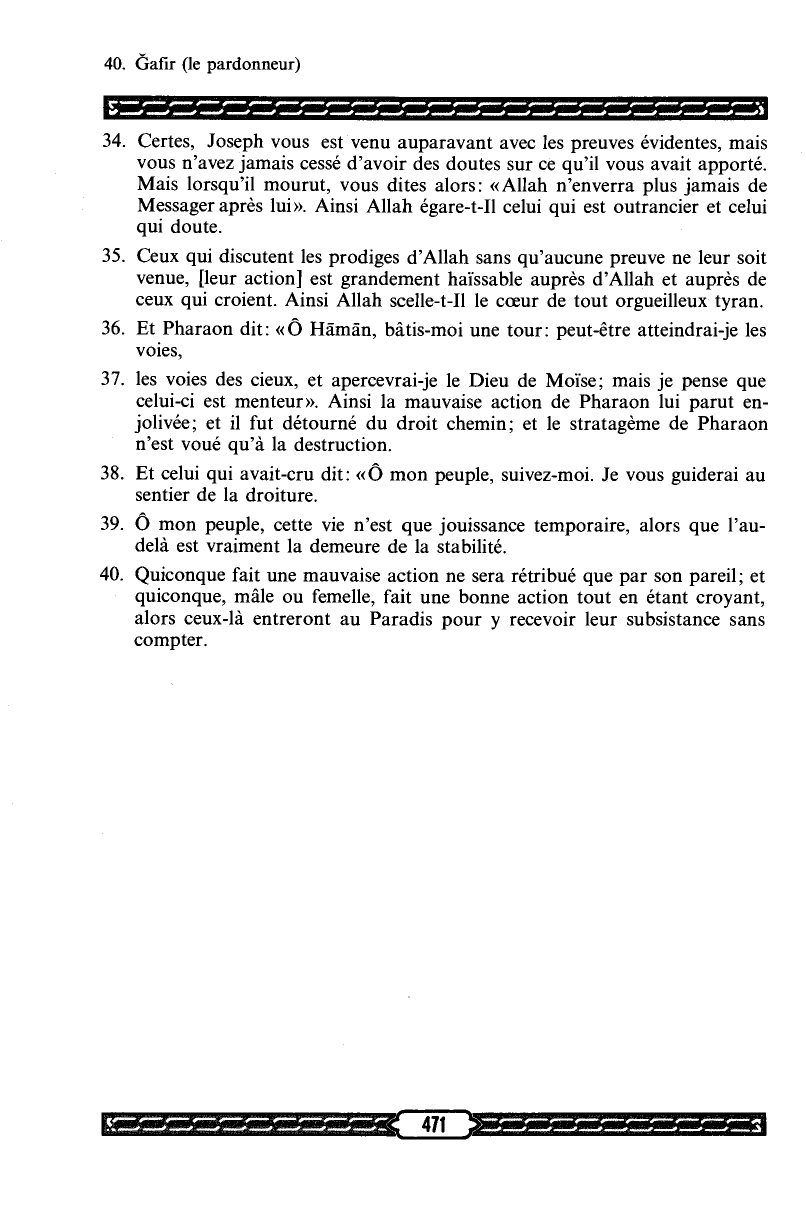 40. Ğafir (le pardonneur)
34. Certes, Joseph vous est venu auparavant avec les preuves évidentes, mais
vous n'avez jamais cessé d'avoir des doutes sur ce qu'il vous avait apporté.
Mais lorsqu'il mourut, vous dites alors: «Allah n'enverra plus jamais de
Messager après lui». Ainsi Allah égare-t-Il celui qui est outrancier et celui
qui doute.
35. Ceux qui discutent les prodiges d'Allah sans qu'aucune preuve ne leur soit
venue, [leur action] est grandement haïssable auprès d'Allah et auprès de
ceux qui croient. Ainsi Allah scelle-t-Il le cœur de tout orgueilleux tyran.
36. Et Pharaon dit: «Ô Hāmān, bâtis-moi une tour: peut-être atteindrai-je les
voies,
37. les voies des cieux, et apercevrai-je le Dieu de Moïse; mais je pense que
celui-ci est menteur». Ainsi la mauvaise action de Pharaon lui parut en-
jolivée; et il fut détourné du droit chemin; et le stratagème de Pharaon
n'est voué qu'à la destruction.
38. Et celui qui avait-cru dit: «Ô mon peuple, suivez-moi. Je vous guiderai au
sentier de la droiture.
39. Ô mon peuple, cette vie n'est que jouissance temporaire, alors que l'au-
delà est vraiment la demeure de la stabilité.
40. Quiconque fait une mauvaise action ne sera rétribué que par son pareil; et
quiconque, mâle ou femelle, fait une bonne action tout en étant croyant,
alors ceux-là entreront au Paradis pour y recevoir leur subsistance sans
compter.
471